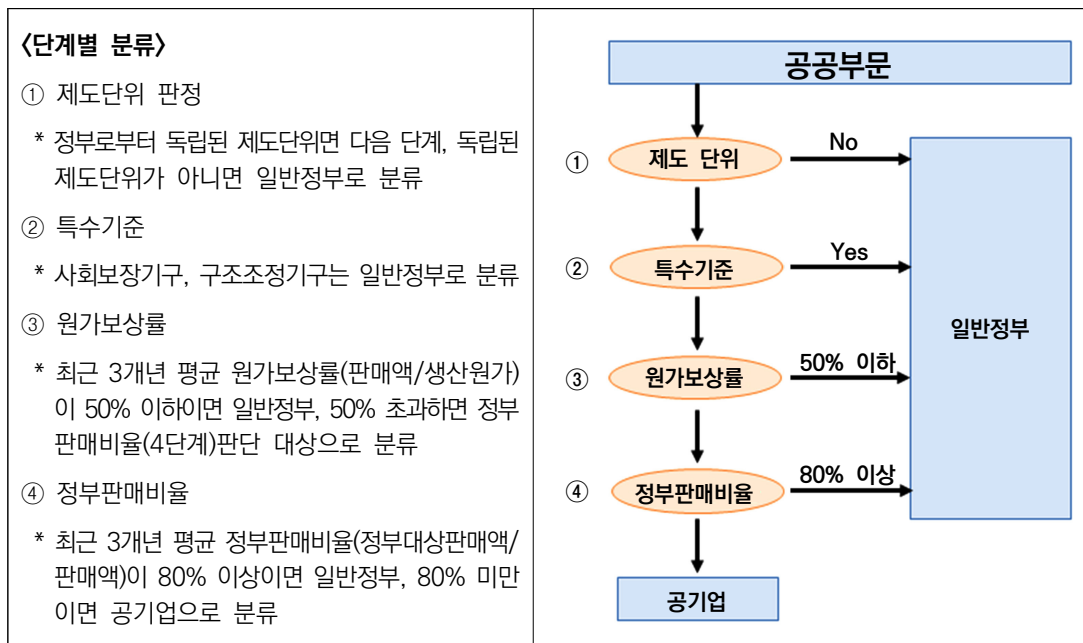 〈단계별 분류〉
① 제도단위 판정
* 정부로부터 독립된 제도단위면 다음 단계, 독립된
제도단위가 아니면 일반정부로 분류
② 특수기준
* 사회보장기구, 구조조정기구는 일반정부로 분류
③ 원가보상률
* 최근 3개년 평균 원가보상률(판매액/생산원가)
이 50% 이하이면 일반정부, 50% 초과하면 정부
판매비율(4단계)판단 대상으로 분류
④ 정부판매비율
* 최근 3개년 평균 정부판매비율(정부대상판매액/
판매액)이 80% 이상이면 일반정부, 80% 미만
이면 공기업으로 분류
공공부문
① 제도 단위 No
② 특수기준 Yes
일반정부
③ 원가보상률 50% 이하
④ 정부판매비율 80% 이상
공기업